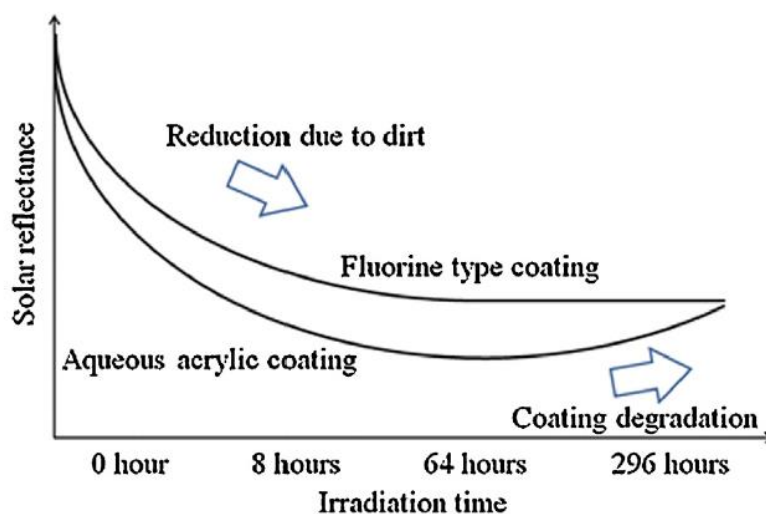 Solar reflectance
Reduction due to dirt
Fluorine type coating
Aqueous acrylic coating
Coating degradation
0 hour 8 hours 64 hours 296 hours
Irradiation time